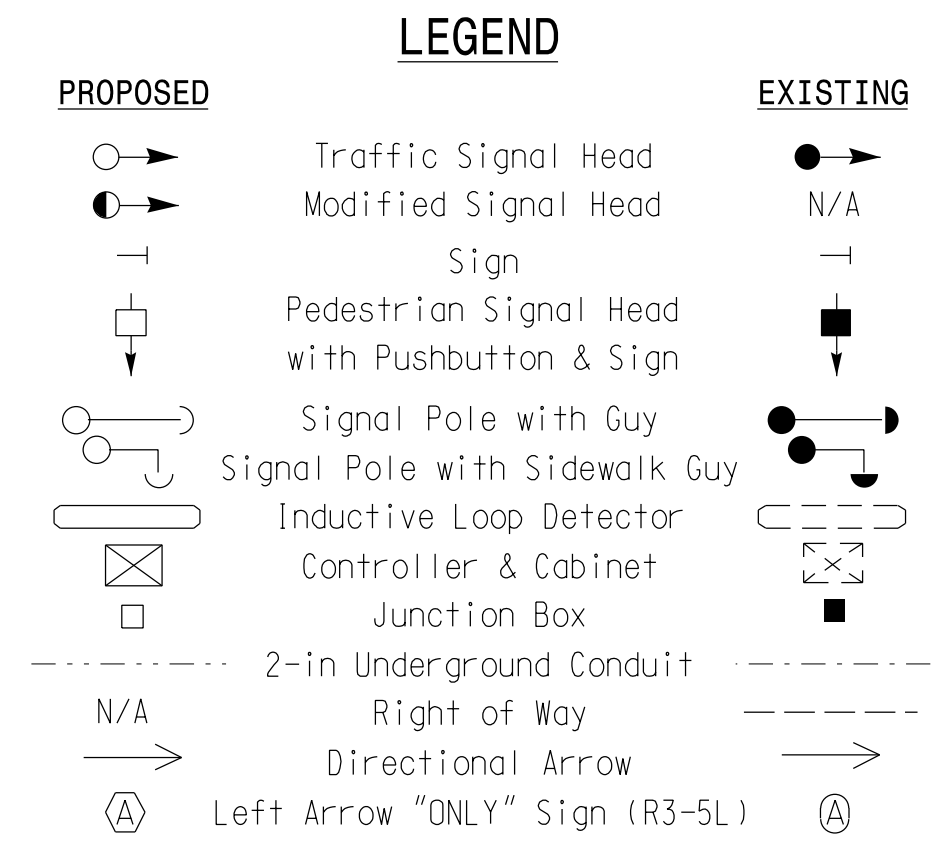 LEGEND
PROPOSED EXISTING
Traffic Signal Head
Modified Signal Head N/A
Sign
Pedestrian Signal Head
with Pushbutton & Sign
Signal Pole with Guy
Signal Pole with Sidewalk Guy
Inductive Loop Detector
Controller & Cabinet
Junction Box
2-in Underground Conduit
N/A Right of Way
Directional Arrow
A Left Arrow "ONLY" Sign (R3-5L) A